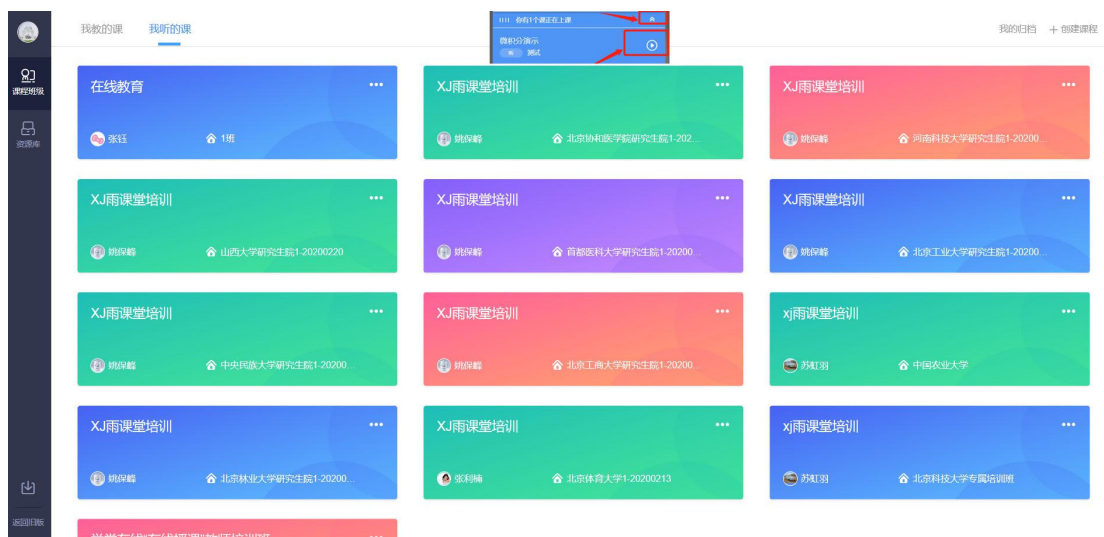 我教的课 我听的课
你有1个课正在上课
微积分演示
测试
我的归档 + 创建课程
课程班级
资源库
返回旧版
在线教育 ...
张钰 1班
XJ雨课堂培训 ...
姚保峰 北京协和医学院研究生院1-202...
XJ雨课堂培训
姚保峰 河南科技大学研究生院1-20200...
XJ雨课堂培训 ...
姚保峰 山西大学研究生院1-20200220
XJ雨课堂培训 ...
姚保峰 首都医科大学研究生院1-20200...
XJ雨课堂培训 ...
姚保峰 北京工业大学研究生院1-20200...
XJ雨课堂培训 ...
姚保峰 中央民族大学研究生院1-20200...
XJ雨课堂培训 ...
姚保峰 北京工商大学研究生院1-20200...
xj雨课堂培训 ...
苏虹羽 中国农业大学
XJ雨课堂培训 ...
姚保峰 北京林业大学研究生院1-20200...
XJ雨课堂培训 ...
张利楠 北京体育大学1-20200213
xj雨课堂培训 ...
苏虹羽 北京科技大学专属培训班